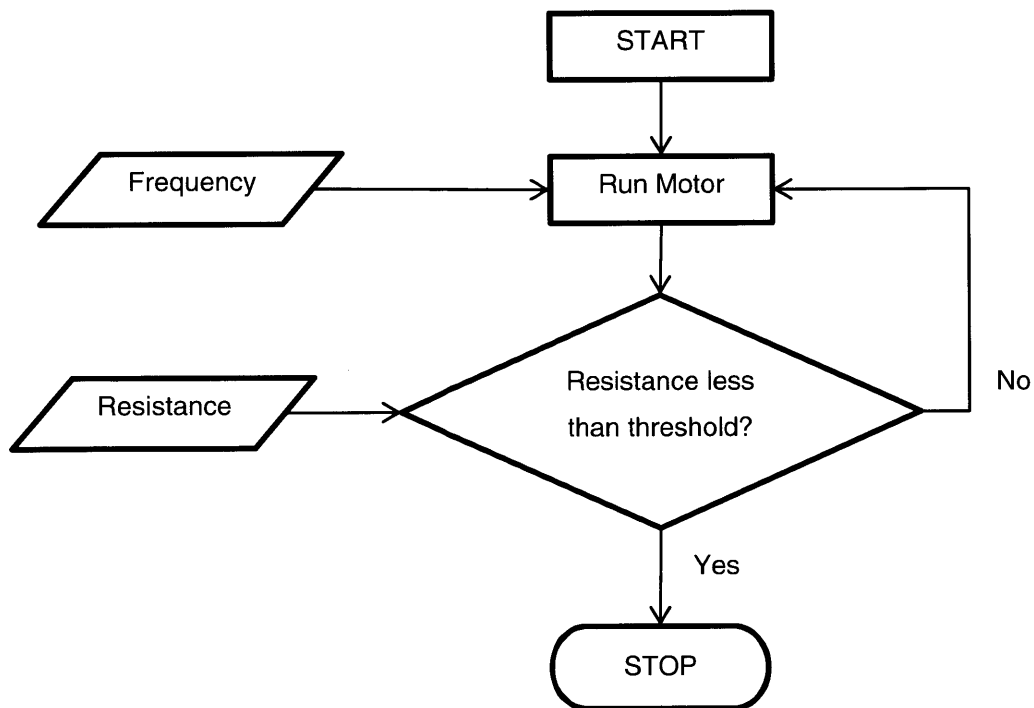 START
Frequency
Run Motor
Resistance less
than threshold?
No
Resistance
Yes
STOP